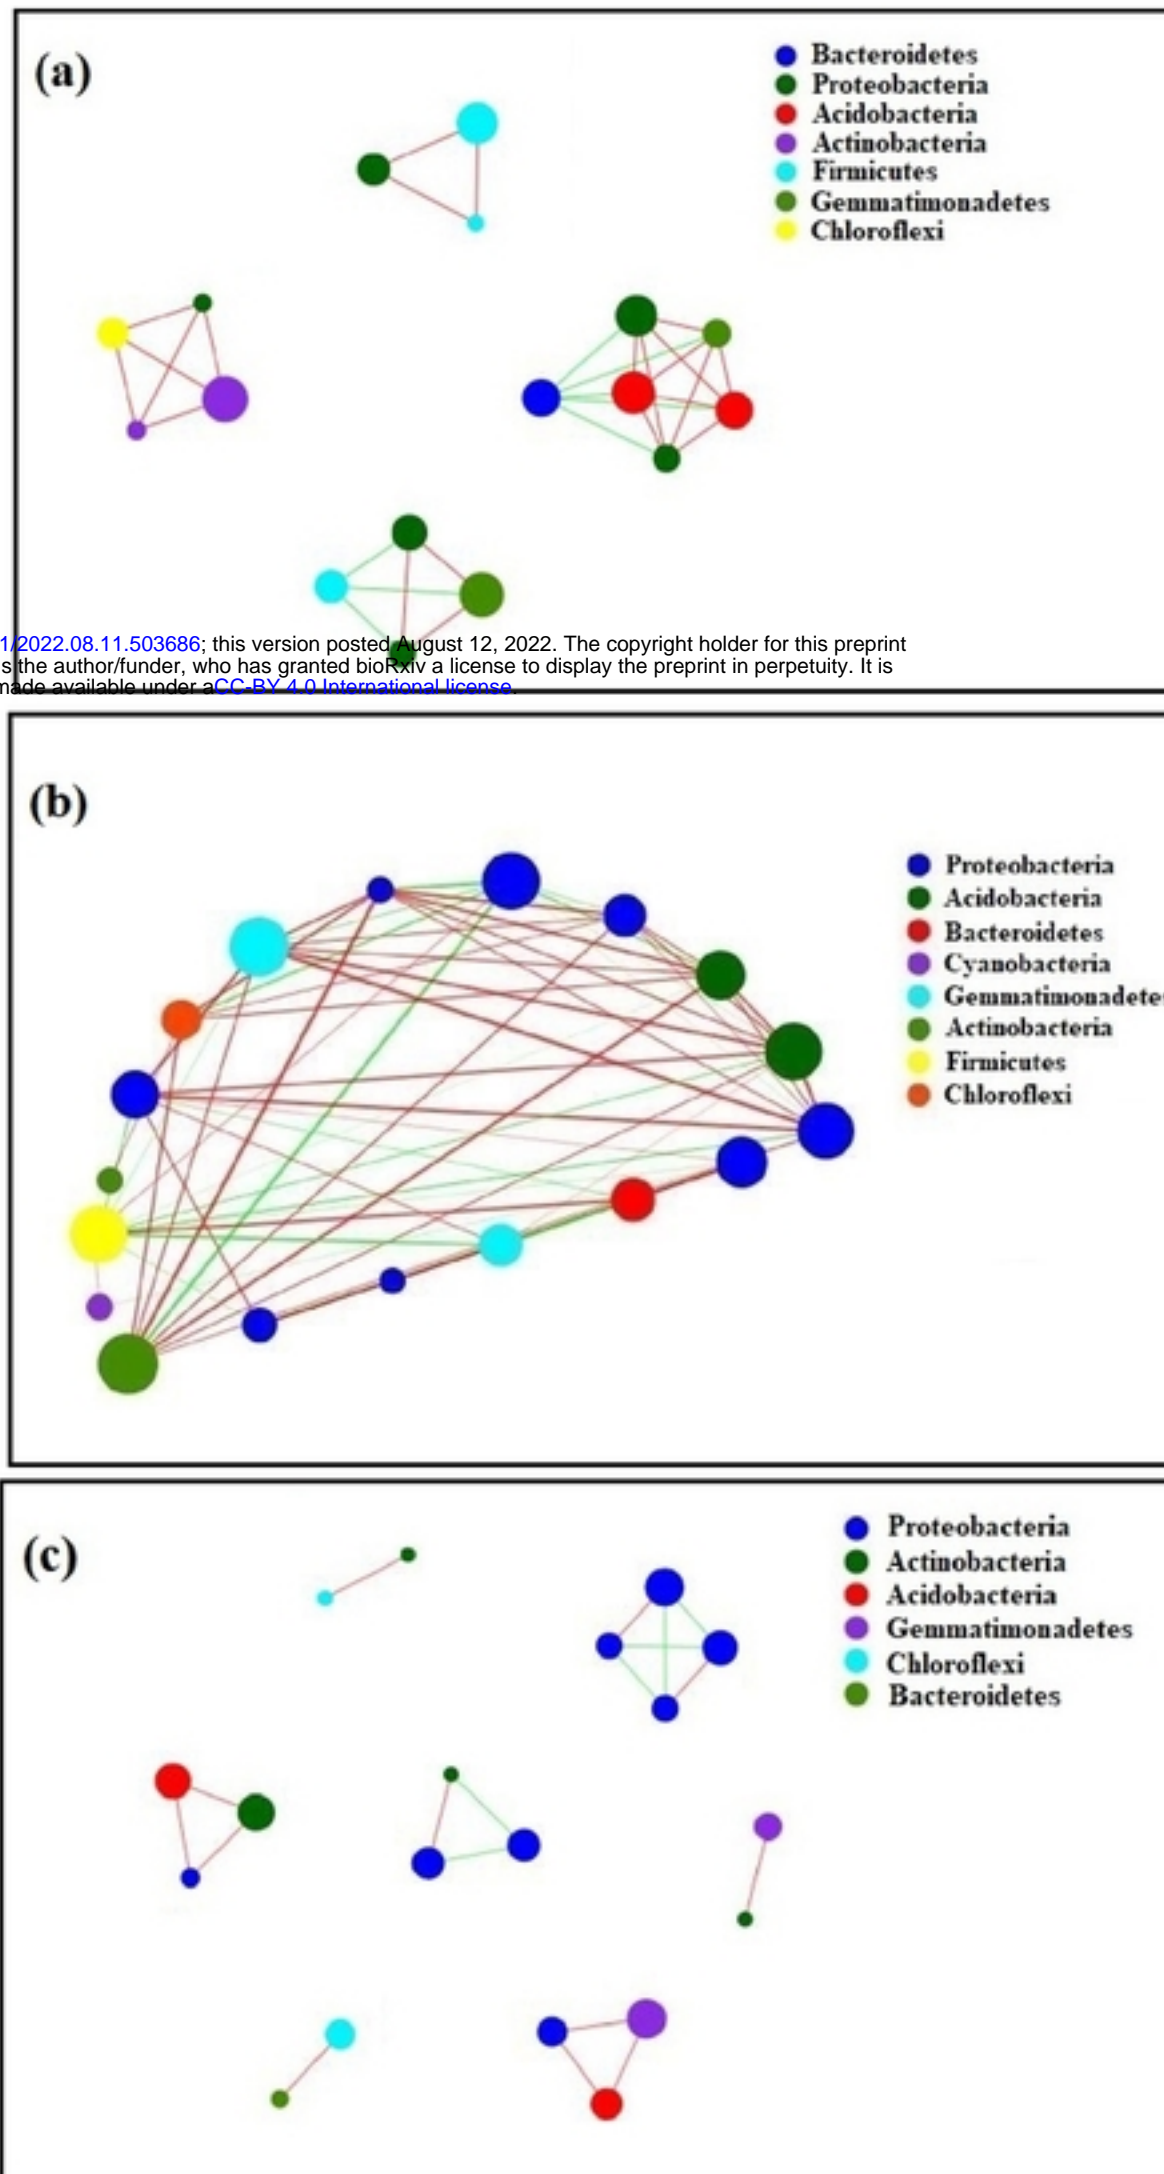 (a)
Bacteroidetes
Proteobacteria
Acidobacteria
Actinobacteria
Firmicutes
Gemmatimonadetes
Chloroflexi
1/2022.08.11.503686; this version posted August 12, 2022. The copyright holder for this preprint
s the author/funder, who has granted bioRxiv a license to display the preprint in perpetuity. It is
made available under aCC-BY 4.0 International license.
(b)
Proteobacteria
Acidobacteria
Bacteroidetes
Cyanobacteria
Gemmatimonadetes
Actinobacteria
Firmicutes
Chloroflexi
(c)
Proteobacteria
Actinobacteria
Acidobacteria
Gemmatimonadetes
Chloroflexi
Bacteroidetes